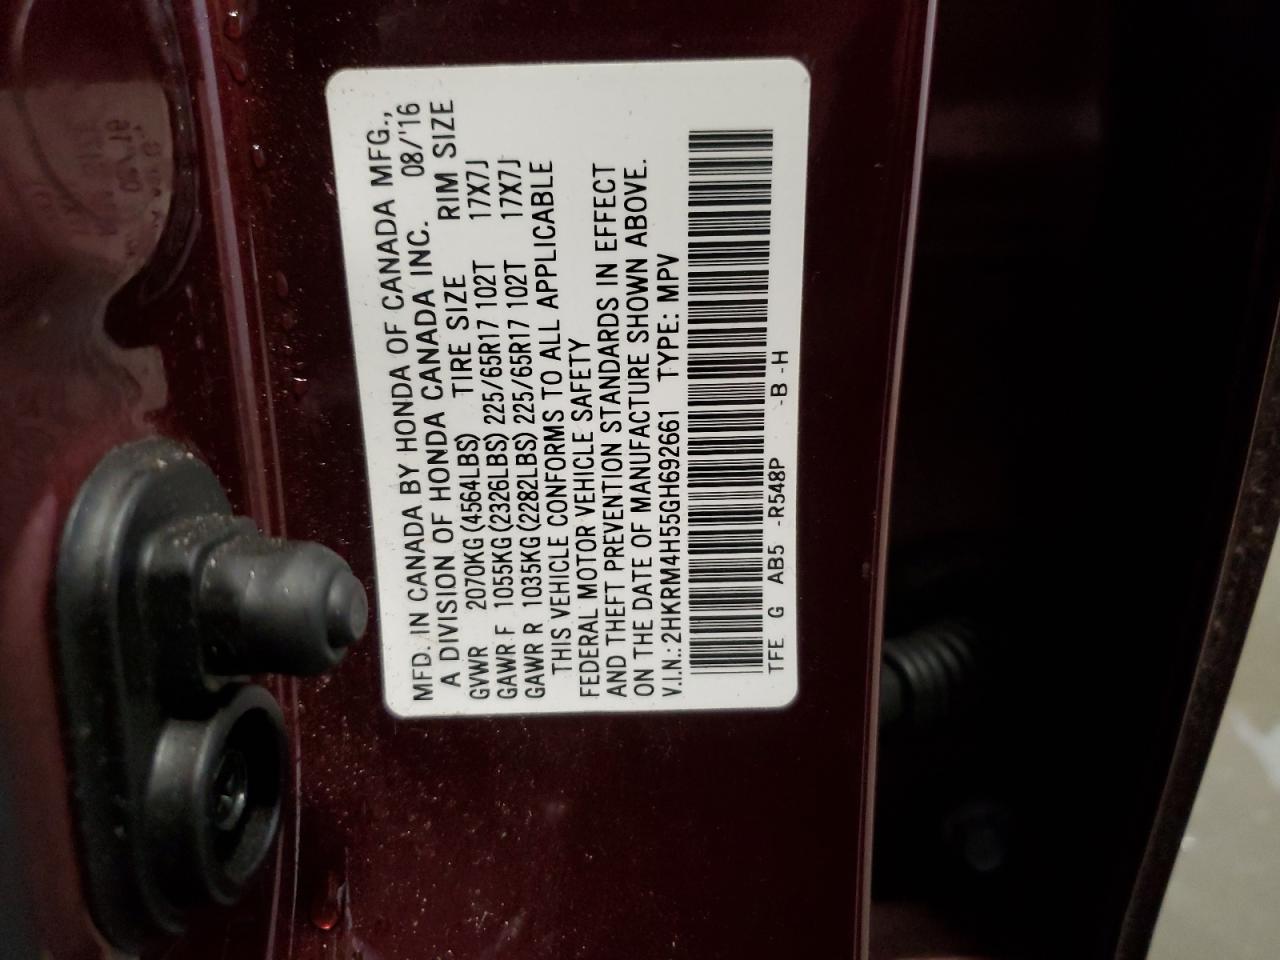 MFD. IN CANADA BY HONDA OF CANADA MFG.,
A DIVISION OF HONDA CANADA INC. 08/'16
GVWR 2070KG(4564LBS) TIRE SIZE RIM SIZE
GAWR F 1055KG(2326LBS) 225/65R17 102T 17X7J
GAWR R 1035KG(2282LBS) 225/65R17 102T 17X7J
THIS VEHICLE CONFORMS TO ALL APPLICABLE
FEDERAL MOTOR VEHICLE SAFETY
AND THEFT PREVENTION STANDARDS IN EFFECT
ON THE DATE OF MANUFACTURE SHOWN ABOVE.
V.I.N.:2HKRM4H55GH692661 TYPE: MPV
TFE G AB5 -R548P -B -H